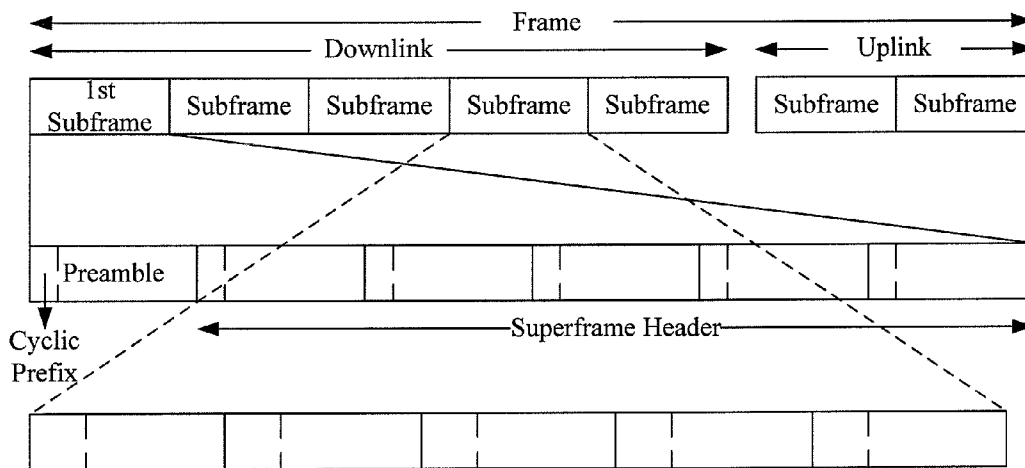 Frame
Downlink
Uplink
1st
Subframe
Subframe
Subframe
Subframe
Subframe
Subframe
Subframe
Preamble
Superframe Header
Cyclic
Prefix